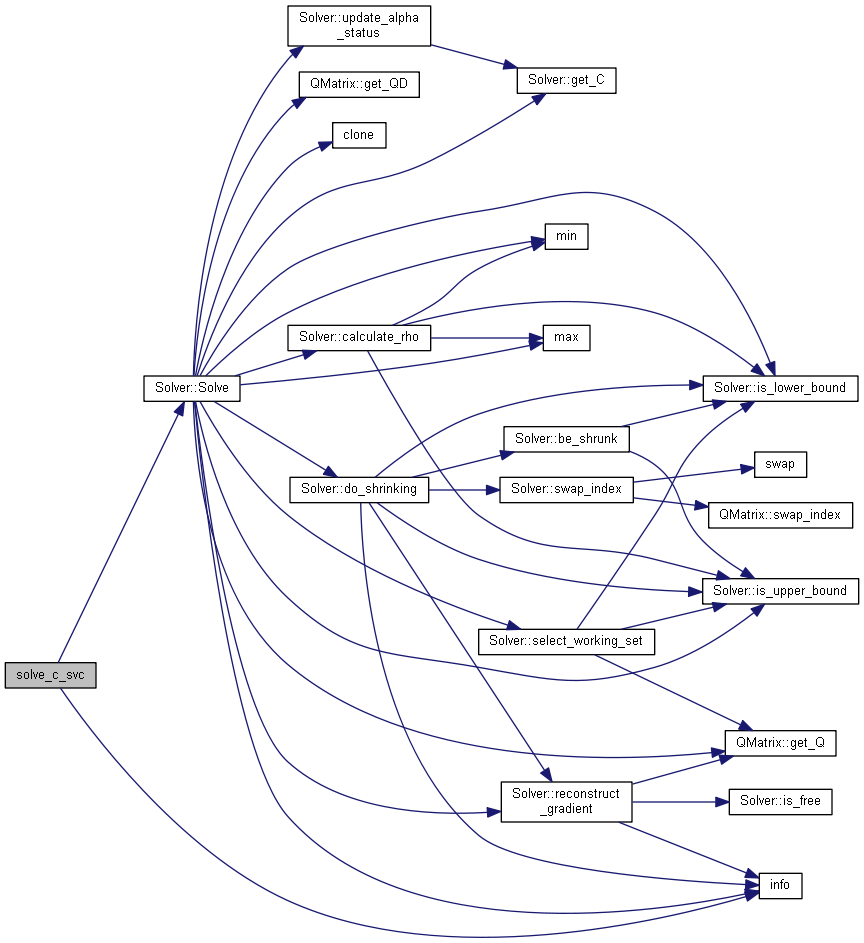 Solver::update_alpha
_status
Solver::get_C
QMatrix::get_QD
clone
min
Solver::calculate_rho
max
Solver::Solve
Solver::is_lower_bound
Solver::be_shrunk
swap
Solver::do_shrinking
Solver::swap_index
QMatrix::swap_index
Solver::is_upper_bound
Solver::select_working_set
solve_c_svc
QMatrix::get_Q
Solver::reconstruct
_gradient
Solver::is_free
info